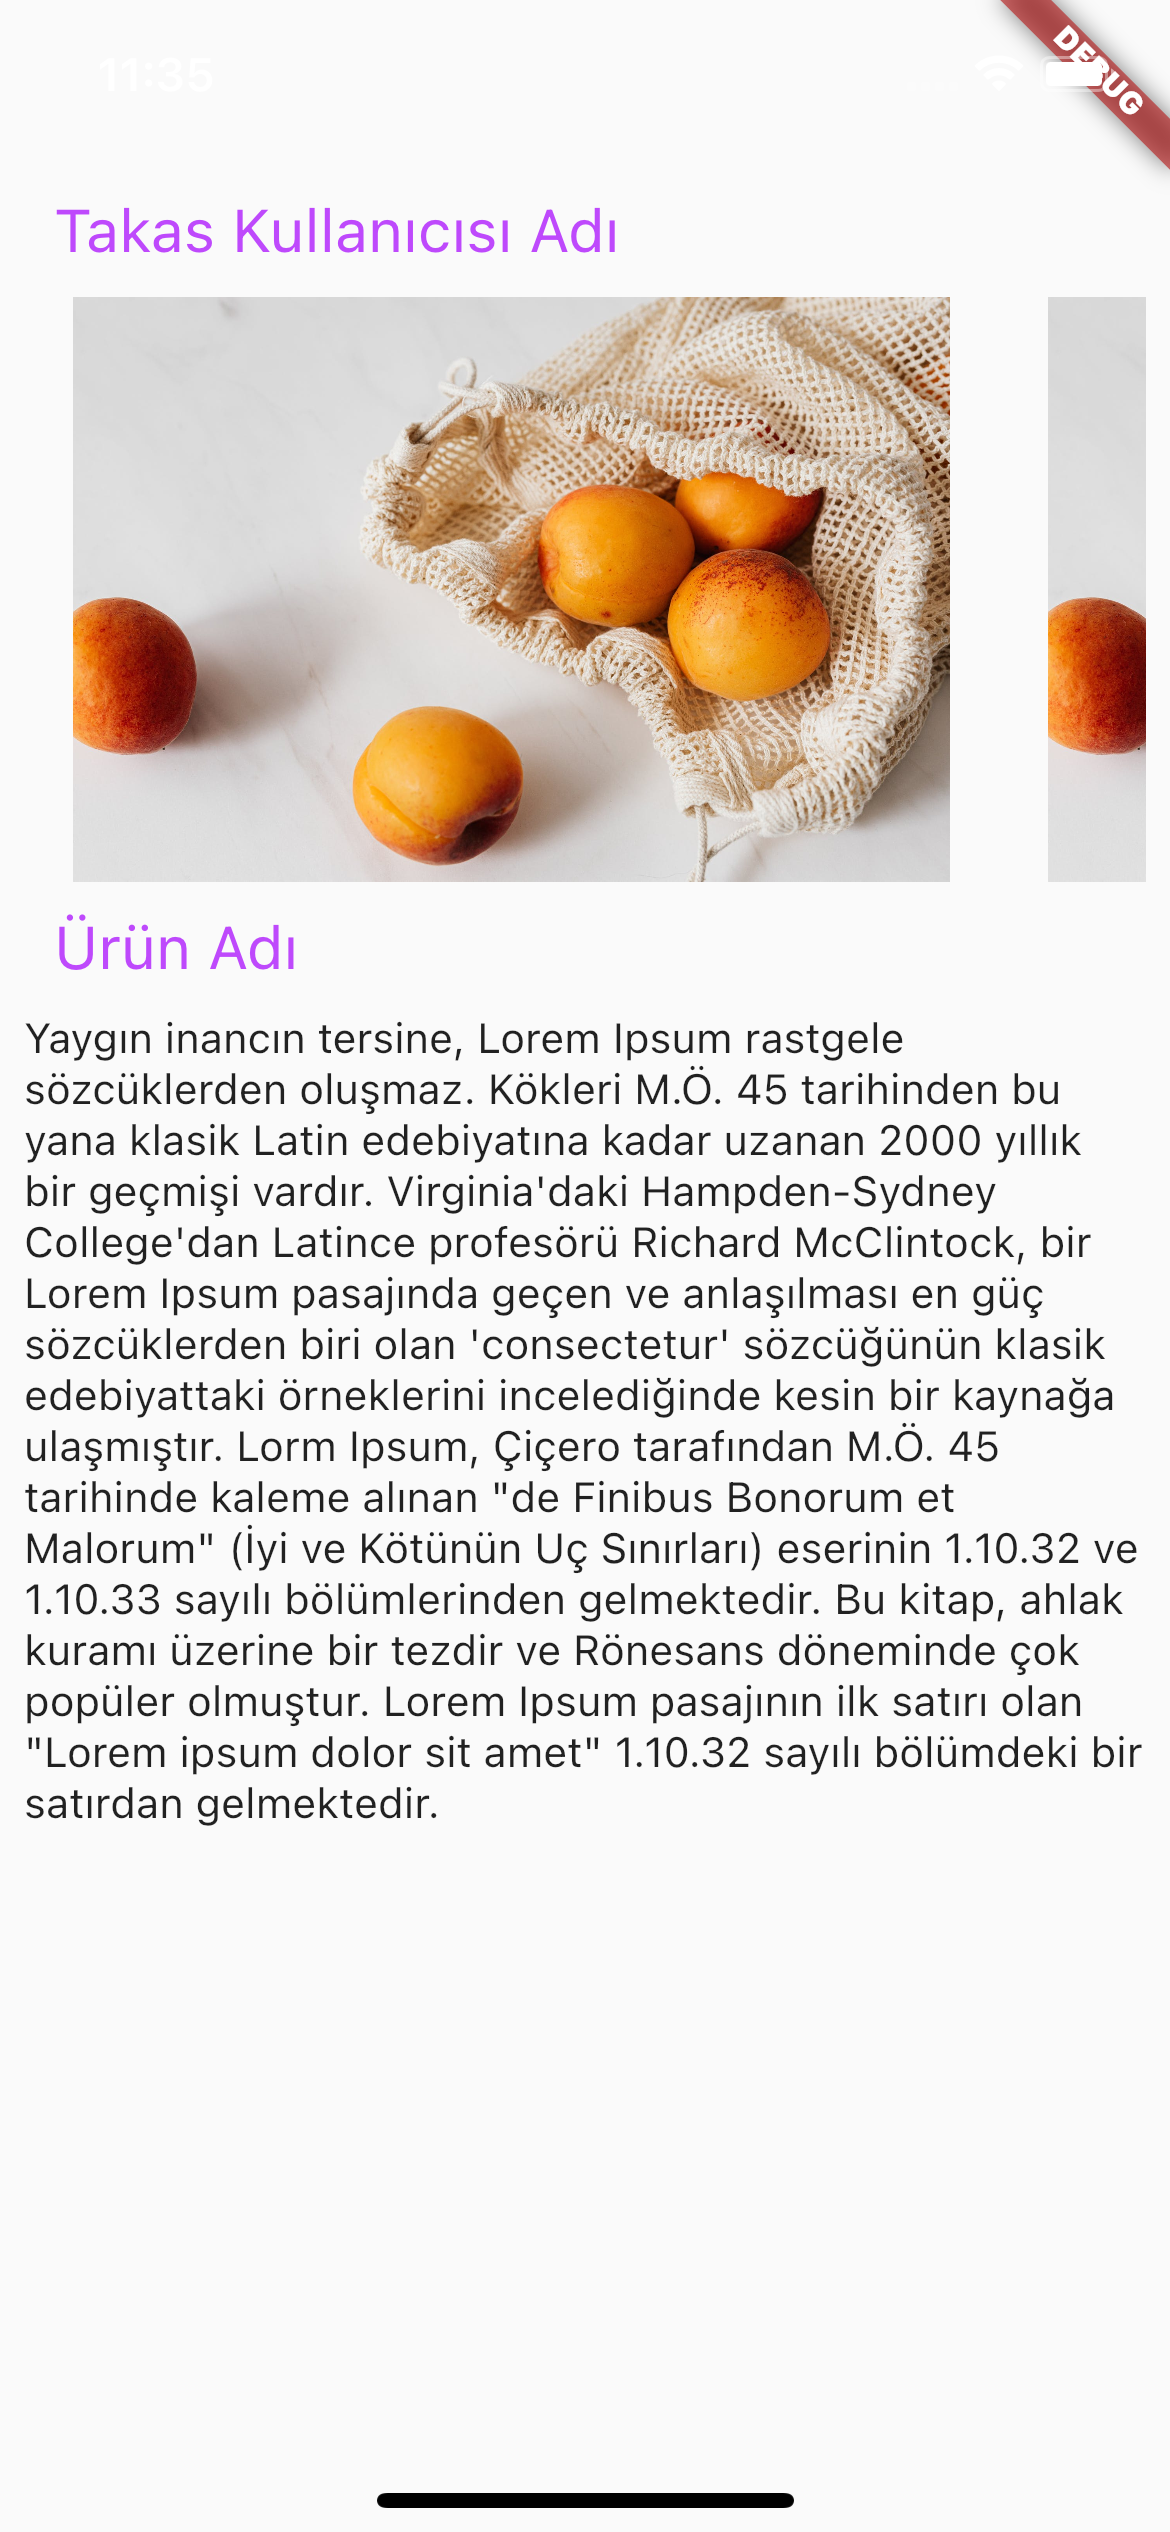 11:35
DEBUG
Takas Kullanıcısı Adı
Ürün Adı
Yaygın inancın tersine, Lorem Ipsum rastgele
sözcüklerden oluşmaz. Kökleri M.Ö. 45 tarihinden bu
yana klasik Latin edebiyatına kadar uzanan 2000 yıllık
bir geçmişi vardır. Virginia'daki Hampden-Sydney
College'dan Latince profesörü Richard McClintock, bir
Lorem Ipsum pasajında geçen ve anlaşılması en güç
sözcüklerden biri olan 'consectetur' sözcüğünün klasik
edebiyattaki örneklerini incelediğinde kesin bir kaynağa
ulaşmıştır. Lorm Ipsum, Çiçero tarafından M.Ö. 45
tarihinde kaleme alınan "de Finibus Bonorum et
Malorum" (İyi ve Kötünün Uç Sınırları) eserinin 1.10.32 ve
1.10.33 sayılı bölümlerinden gelmektedir. Bu kitap, ahlak
kuramı üzerine bir tezdir ve Rönesans döneminde çok
popüler olmuştur. Lorem Ipsum pasajının ilk satırı olan
"Lorem ipsum dolor sit amet" 1.10.32 sayılı bölümdeki bir
satırdan gelmektedir.